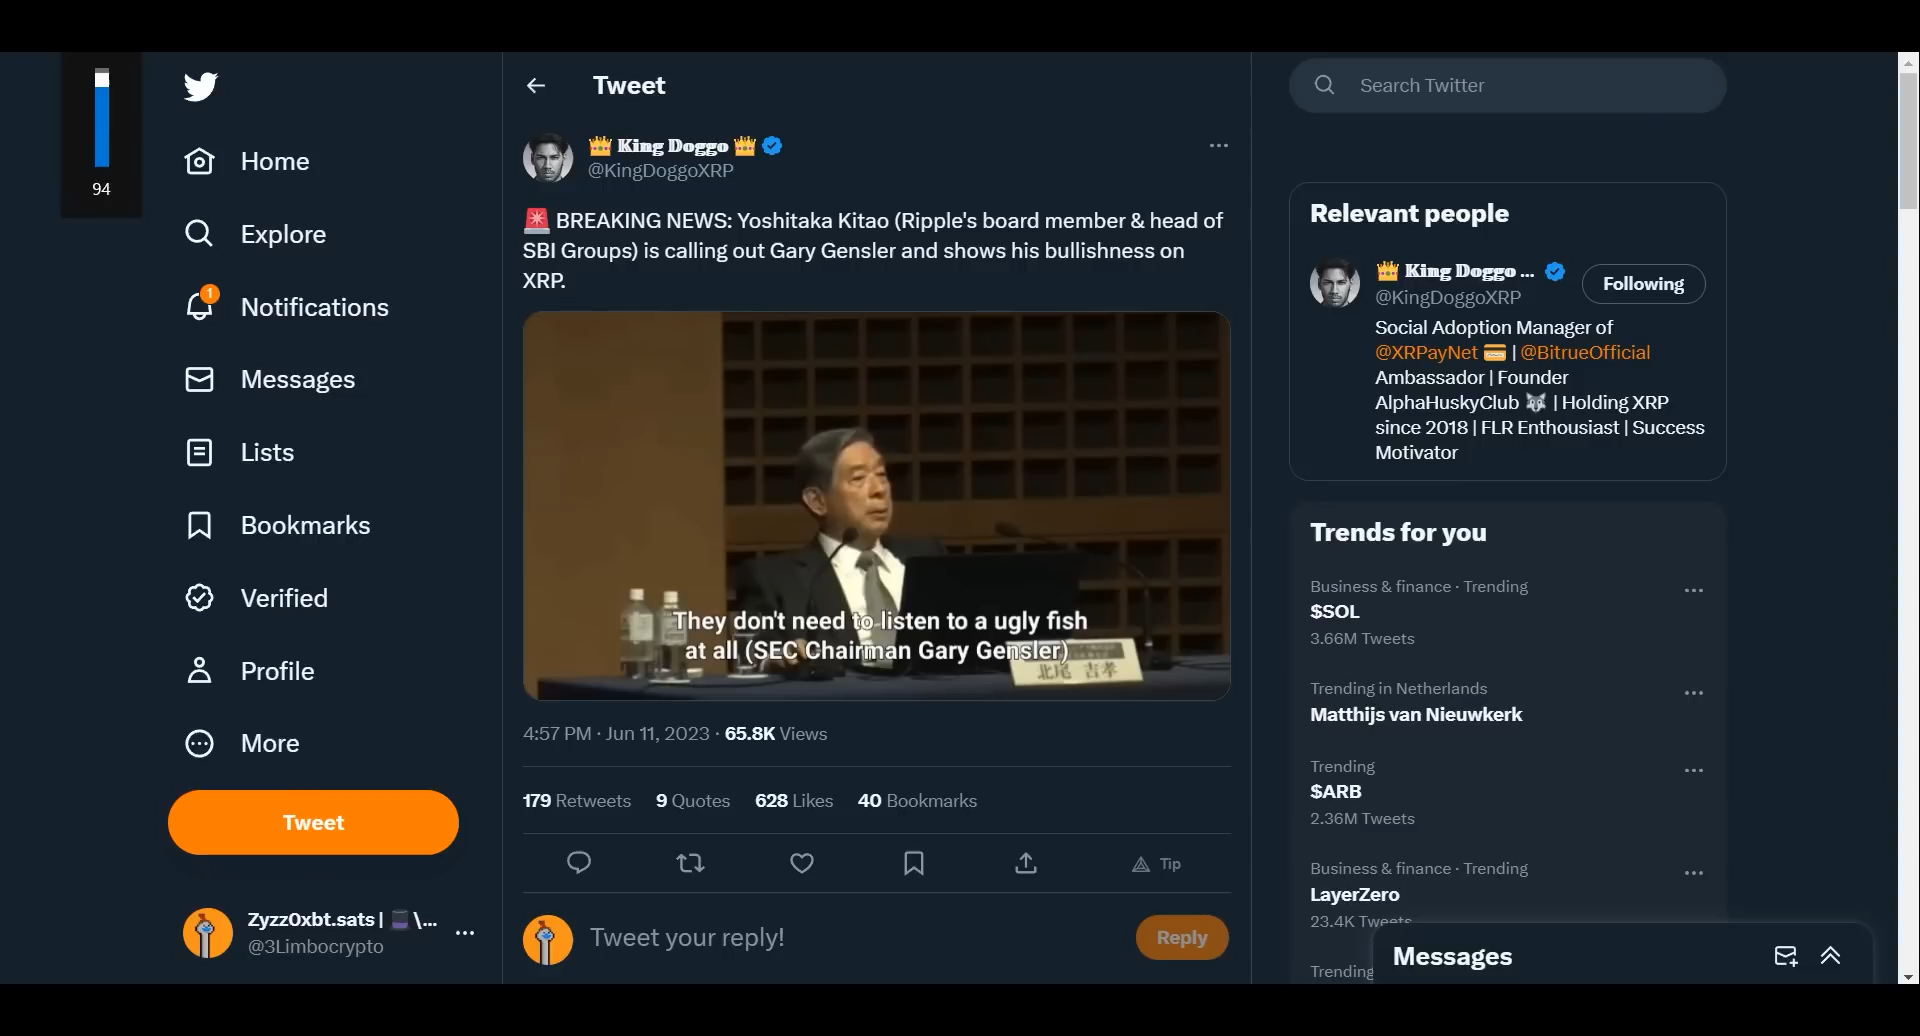 94
Home
Explore
1
Notifications
Messages
Lists
Bookmarks
Verified
Profile
More
Tweet
Zyzz0xbt.sats | 🎩 \...
@3Limbocrypto
Tweet
👑 King Doggo 👑
@KingDoggoXRP
🚨 BREAKING NEWS: Yoshitaka Kitao (Ripple's board member & head of
SBI Groups) is calling out Gary Gensler and shows his bullishness on
XRP.
They don't need to listen to a ugly fish
at all (SEC Chairman Gary Gensler)
北尾 吉孝
4:57 PM · Jun 11, 2023 · 65.8K Views
179 Retweets 9 Quotes 628 Likes 40 Bookmarks
Tip
Tweet your reply!
Reply
Search Twitter
Relevant people
👑 King Doggo ...
@KingDoggoXRP
Following
Social Adoption Manager of
@XRPayNet 💳 | @BitrueOfficial
Ambassador | Founder
AlphaHuskyClub 🐺 | Holding XRP
since 2018 | FLR Enthousiast | Success
Motivator
Trends for you
Business & finance · Trending
$SOL
3.66M Tweets
Trending in Netherlands
Matthijs van Nieuwkerk
Trending
$ARB
2.36M Tweets
Business & finance · Trending
LayerZero
23.4K Tweets
Trending
Messages